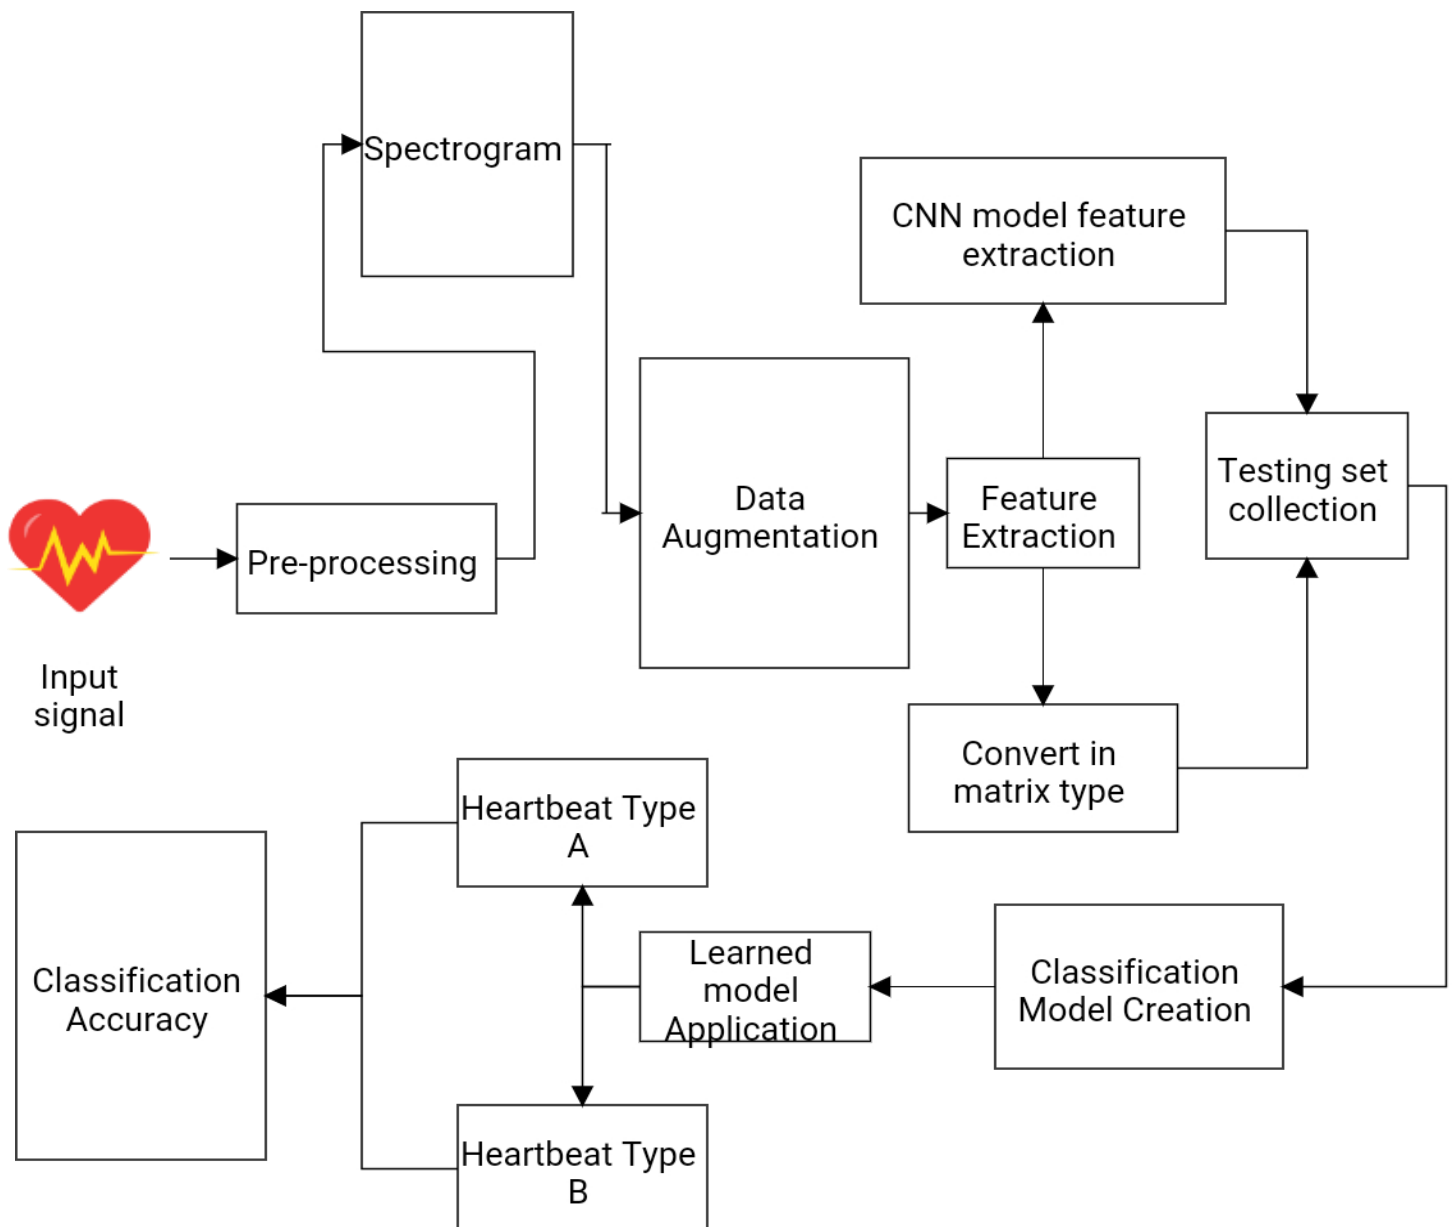 Spectrogram
CNN model feature
extraction
Testing set
collection
Data
Augmentation
Feature
Extraction
Pre-processing
Input
signal
Convert in
matrix type
Heartbeat Type
A
Classification
Accuracy
Learned
model
Application
Classification
Model Creation
Heartbeat Type
B